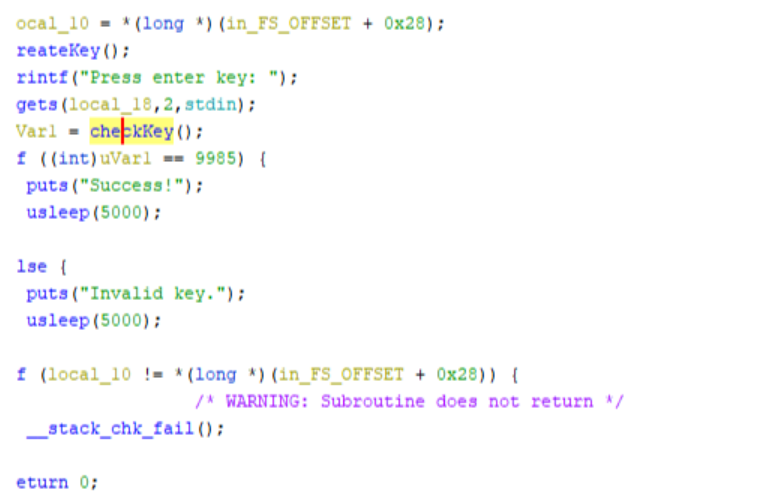 ocal_10 = *(long *)(in_FS_OFFSET + 0x28);
reateKey();
rintf("Press enter key: ");
gets(local_18,2,stdin);
Var1 = checkKey();
f ((int)uVar1 == 9985) {
puts("Success!");
usleep(5000);
lse {
puts("Invalid key.");
usleep(5000);
f (local_10 != *(long *)(in_FS_OFFSET + 0x28)) {
/* WARNING: Subroutine does not return */
__stack_chk_fail();
eturn 0;